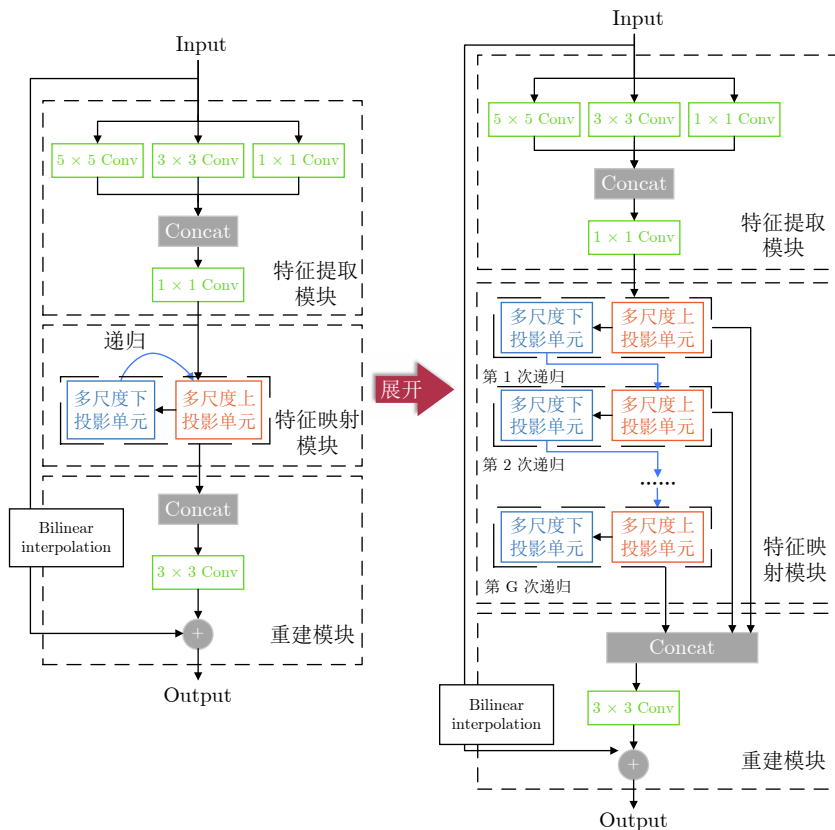 Input
5 × 5 Conv
3 × 3 Conv
1 × 1 Conv
Concat
1 × 1 Conv
特征提取
模块
递归
多尺度下
投影单元
多尺度上
投影单元
特征映射
模块
Concat
Bilinear
interpolation
3 × 3 Conv
+
重建模块
Output
展开
Input
5 × 5 Conv
3 × 3 Conv
1 × 1 Conv
Concat
1 × 1 Conv
特征提取
模块
多尺度下
投影单元
多尺度上
投影单元
第 1 次递归
多尺度下
投影单元
多尺度上
投影单元
第 2 次递归
……
多尺度下
投影单元
多尺度上
投影单元
第 G 次递归
特征映
射模块
Concat
Bilinear
interpolation
3 × 3 Conv
+
重建模块
Output